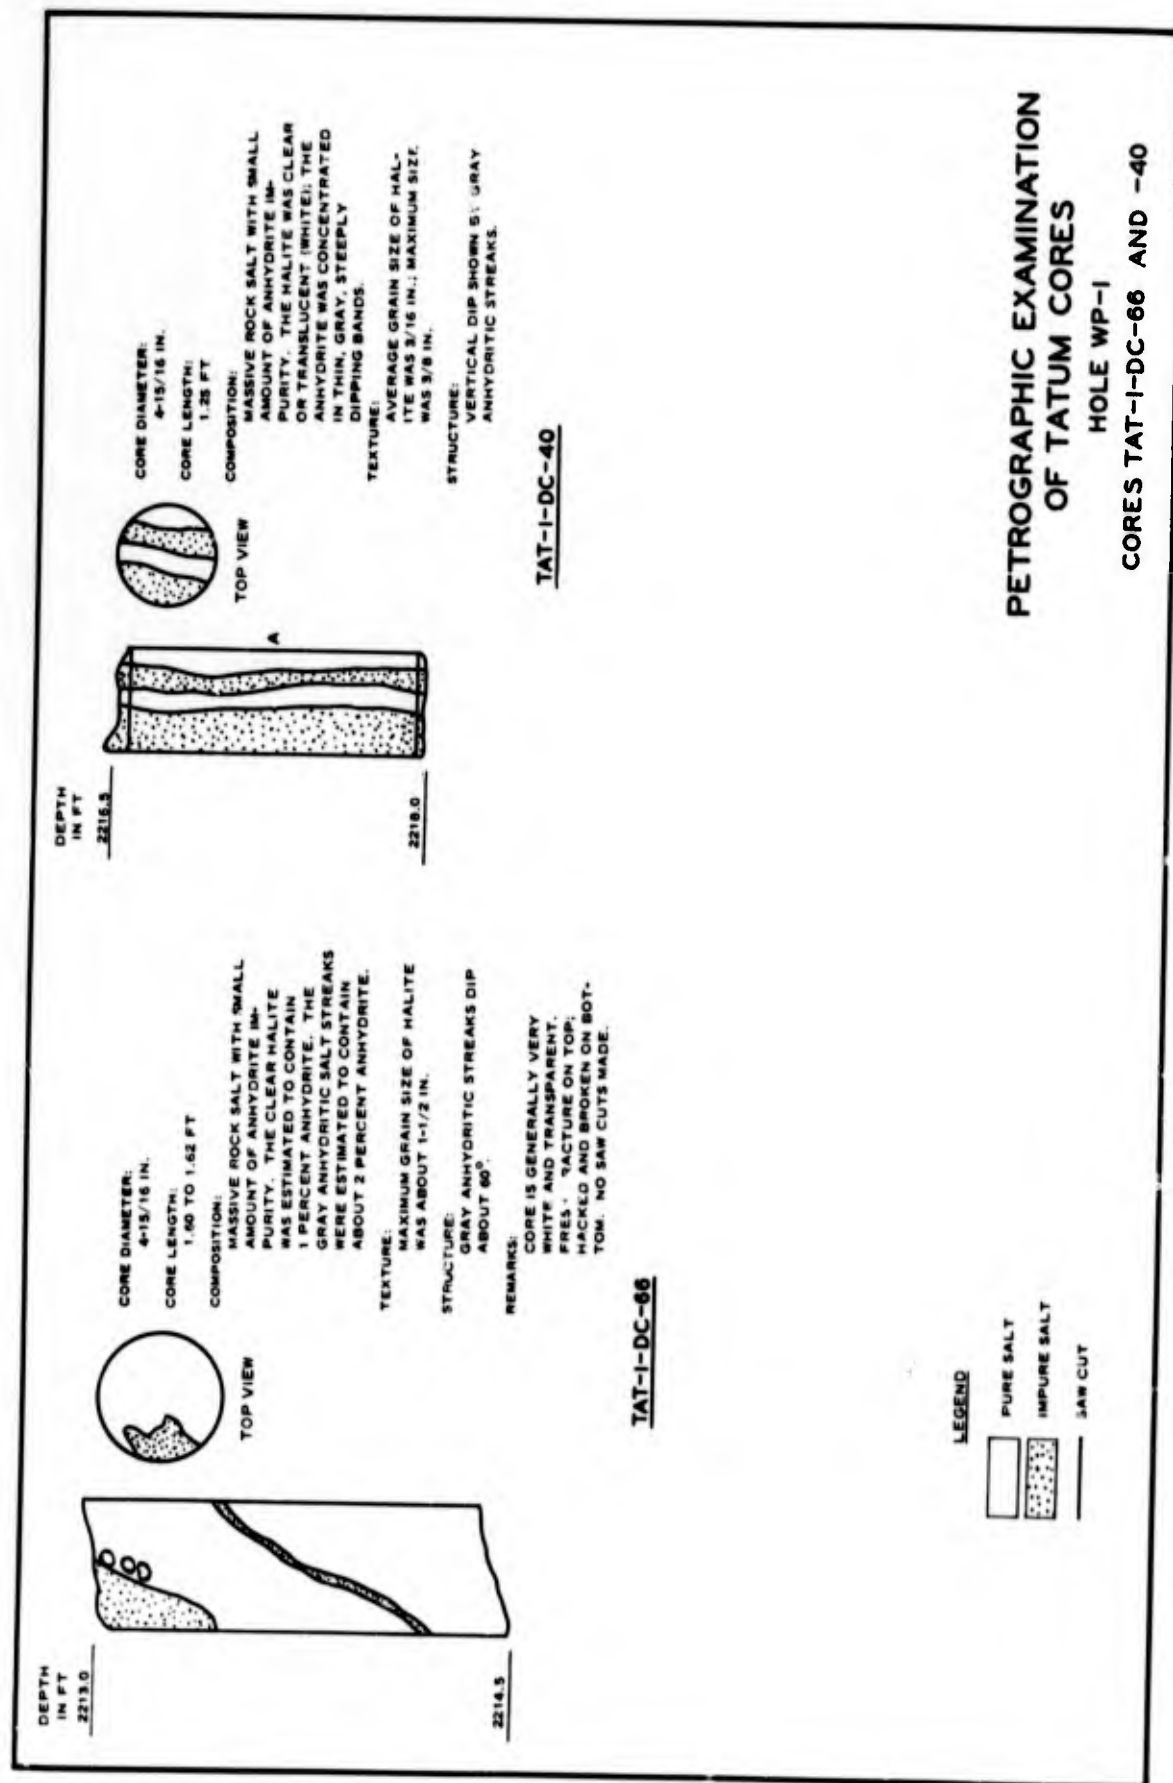 DEPTH
IN FT
2213.0
2214.5
TOP VIEW
CORE DIAMETER:
4-15/16 IN.
CORE LENGTH:
1.60 TO 1.62 FT
COMPOSITION:
MASSIVE ROCK SALT WITH SMALL
AMOUNT OF ANHYDRITE IM-
PURITY. THE CLEAR HALITE
WAS ESTIMATED TO CONTAIN
1 PERCENT ANHYDRITE. THE
GRAY ANHYDRITIC SALT STREAKS
WERE ESTIMATED TO CONTAIN
ABOUT 2 PERCENT ANHYDRITE.
TEXTURE:
MAXIMUM GRAIN SIZE OF HALITE
WAS ABOUT 1-1/2 IN.
STRUCTURE:
GRAY ANHYDRITIC STREAKS DIP
ABOUT 60°.
REMARKS:
CORE IS GENERALLY VERY
WHITE AND TRANSPARENT.
ON TOP;
HACKED AND BROKEN ON BOT-
TOM. NO SAW CUTS MADE.
TAT-1-DC-66
DEPTH
IN FT
2216.5
2218.0
A
TOP VIEW
CORE DIAMETER:
4-15/16 IN.
CORE LENGTH:
1.25 FT
COMPOSITION:
MASSIVE ROCK SALT WITH SMALL
AMOUNT OF ANHYDRITE IM-
PURITY. THE HALITE WAS CLEAR
OR TRANSLUCENT (WHITE); THE
ANHYDRITE WAS CONCENTRATED
IN THIN, GRAY, STEEPLY
DIPPING BANDS.
TEXTURE:
AVERAGE GRAIN SIZE OF HAL-
ITE WAS 3/16 IN.; MAXIMUM SIZE
WAS 3/8 IN.
STRUCTURE:
VERTICAL DIP SHOWN GRAY
ANHYDRITIC STREAKS.
TAT-1-DC-40
LEGEND
PURE SALT
IMPURE SALT
SAW CUT
PETROGRAPHIC EXAMINATION
OF TATUM CORES
HOLE WP-1
CORES TAT-1-DC-66 AND -40